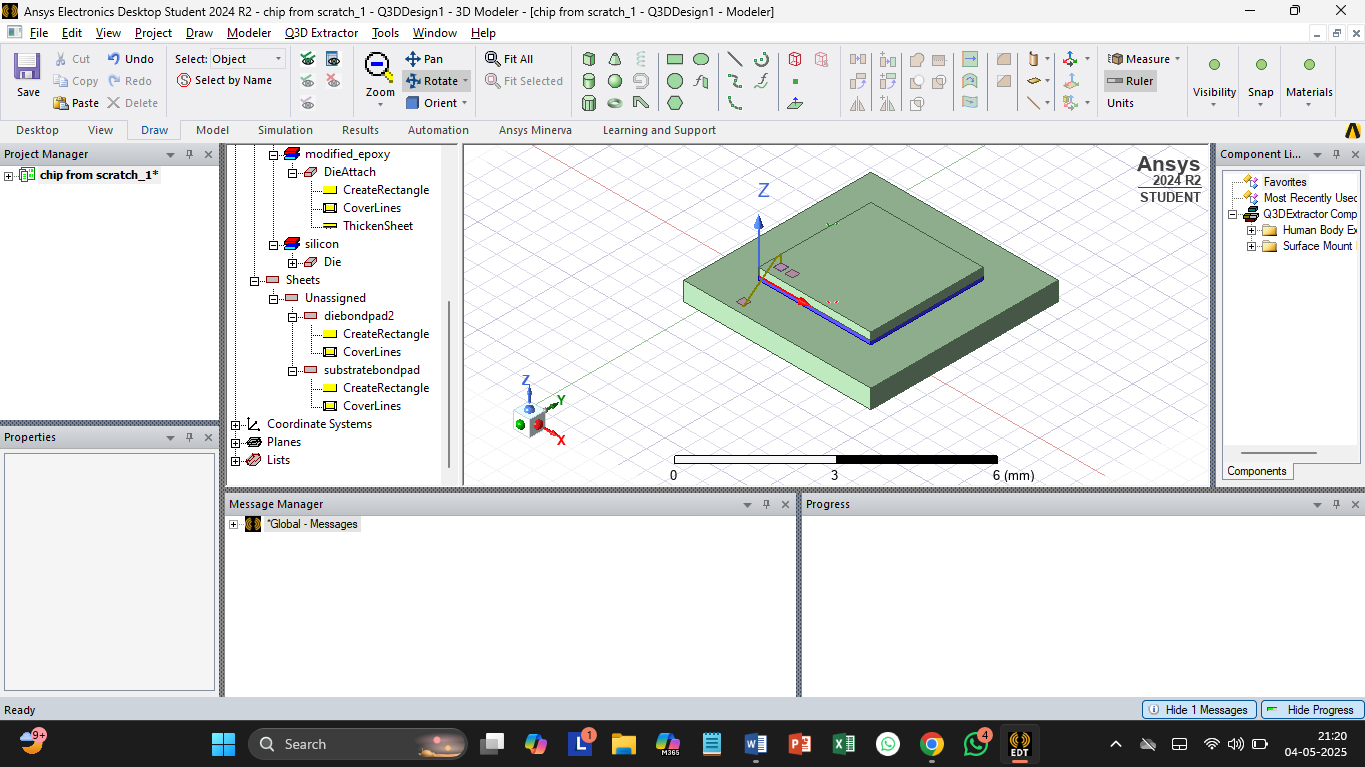 Ansys Electronics Desktop Student 2024 R2 - chip from scratch_1 - Q3DDesign1 - 3D Modeler - [chip from scratch_1 - Q3DDesign1 - Modeler]
File Edit View Project Draw Modeler Q3D Extractor Tools Window Help
Save
Cut
Copy
Paste
Undo
Redo
Delete
Select: Object
Select by Name
Zoom
Pan
Rotate
Orient
Fit All
Fit Selected
Measure
Ruler
Units
Visibility
Snap
Materials
Desktop View Draw Model Simulation Results Automation Ansys Minerva Learning and Support
Project Manager
chip from scratch_1*
Properties
modified_epoxy
DieAttach
CreateRectangle
CoverLines
ThickenSheet
silicon
Die
Sheets
Unassigned
diebondpad2
CreateRectangle
CoverLines
substratebondpad
CreateRectangle
CoverLines
Coordinate Systems
Planes
Lists
Ansys
2024 R2
STUDENT
Z
Z
Y
X
0 3 6 (mm)
Component Li...
Favorites
Most Recently Used
Q3DExtractor Comp
Human Body Ex
Surface Mount
Components
Message Manager
*Global - Messages
Progress
Ready
Hide 1 Messages
Hide Progress
9+
Search
L
1
M365
W
P
X
4
EDT
21:20
04-05-2025